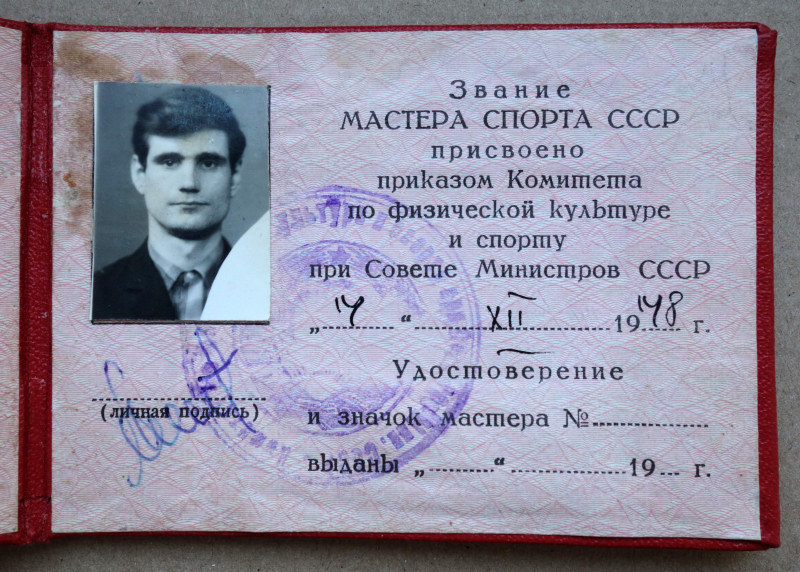 Звание
МАСТЕРА СПОРТА СССР
присвоено
приказом Комитета
по физической культуре
и спорту
при Совете Министров СССР
„ 14 “ XII 1978 г.
Удостоверение
(личная подпись)
и значок мастера №
выданы „ “ 19 г.